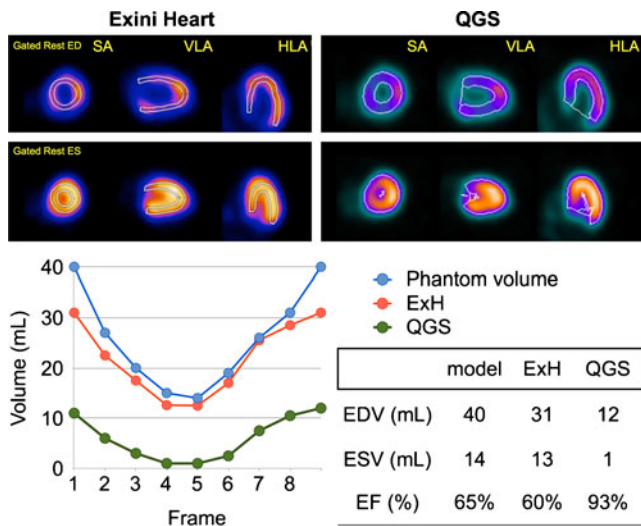 Exini Heart
QGS
Gated Rest ED SA VLA HLA
SA VLA HLA
Gated Rest ES
40
30
20
10
0
Volume (mL)
1 2 3 4 5 6 7 8
Frame
Phantom volume
ExH
QGS
model ExH QGS
EDV (mL) 40 31 12
ESV (mL) 14 13 1
EF (%) 65% 60% 93%